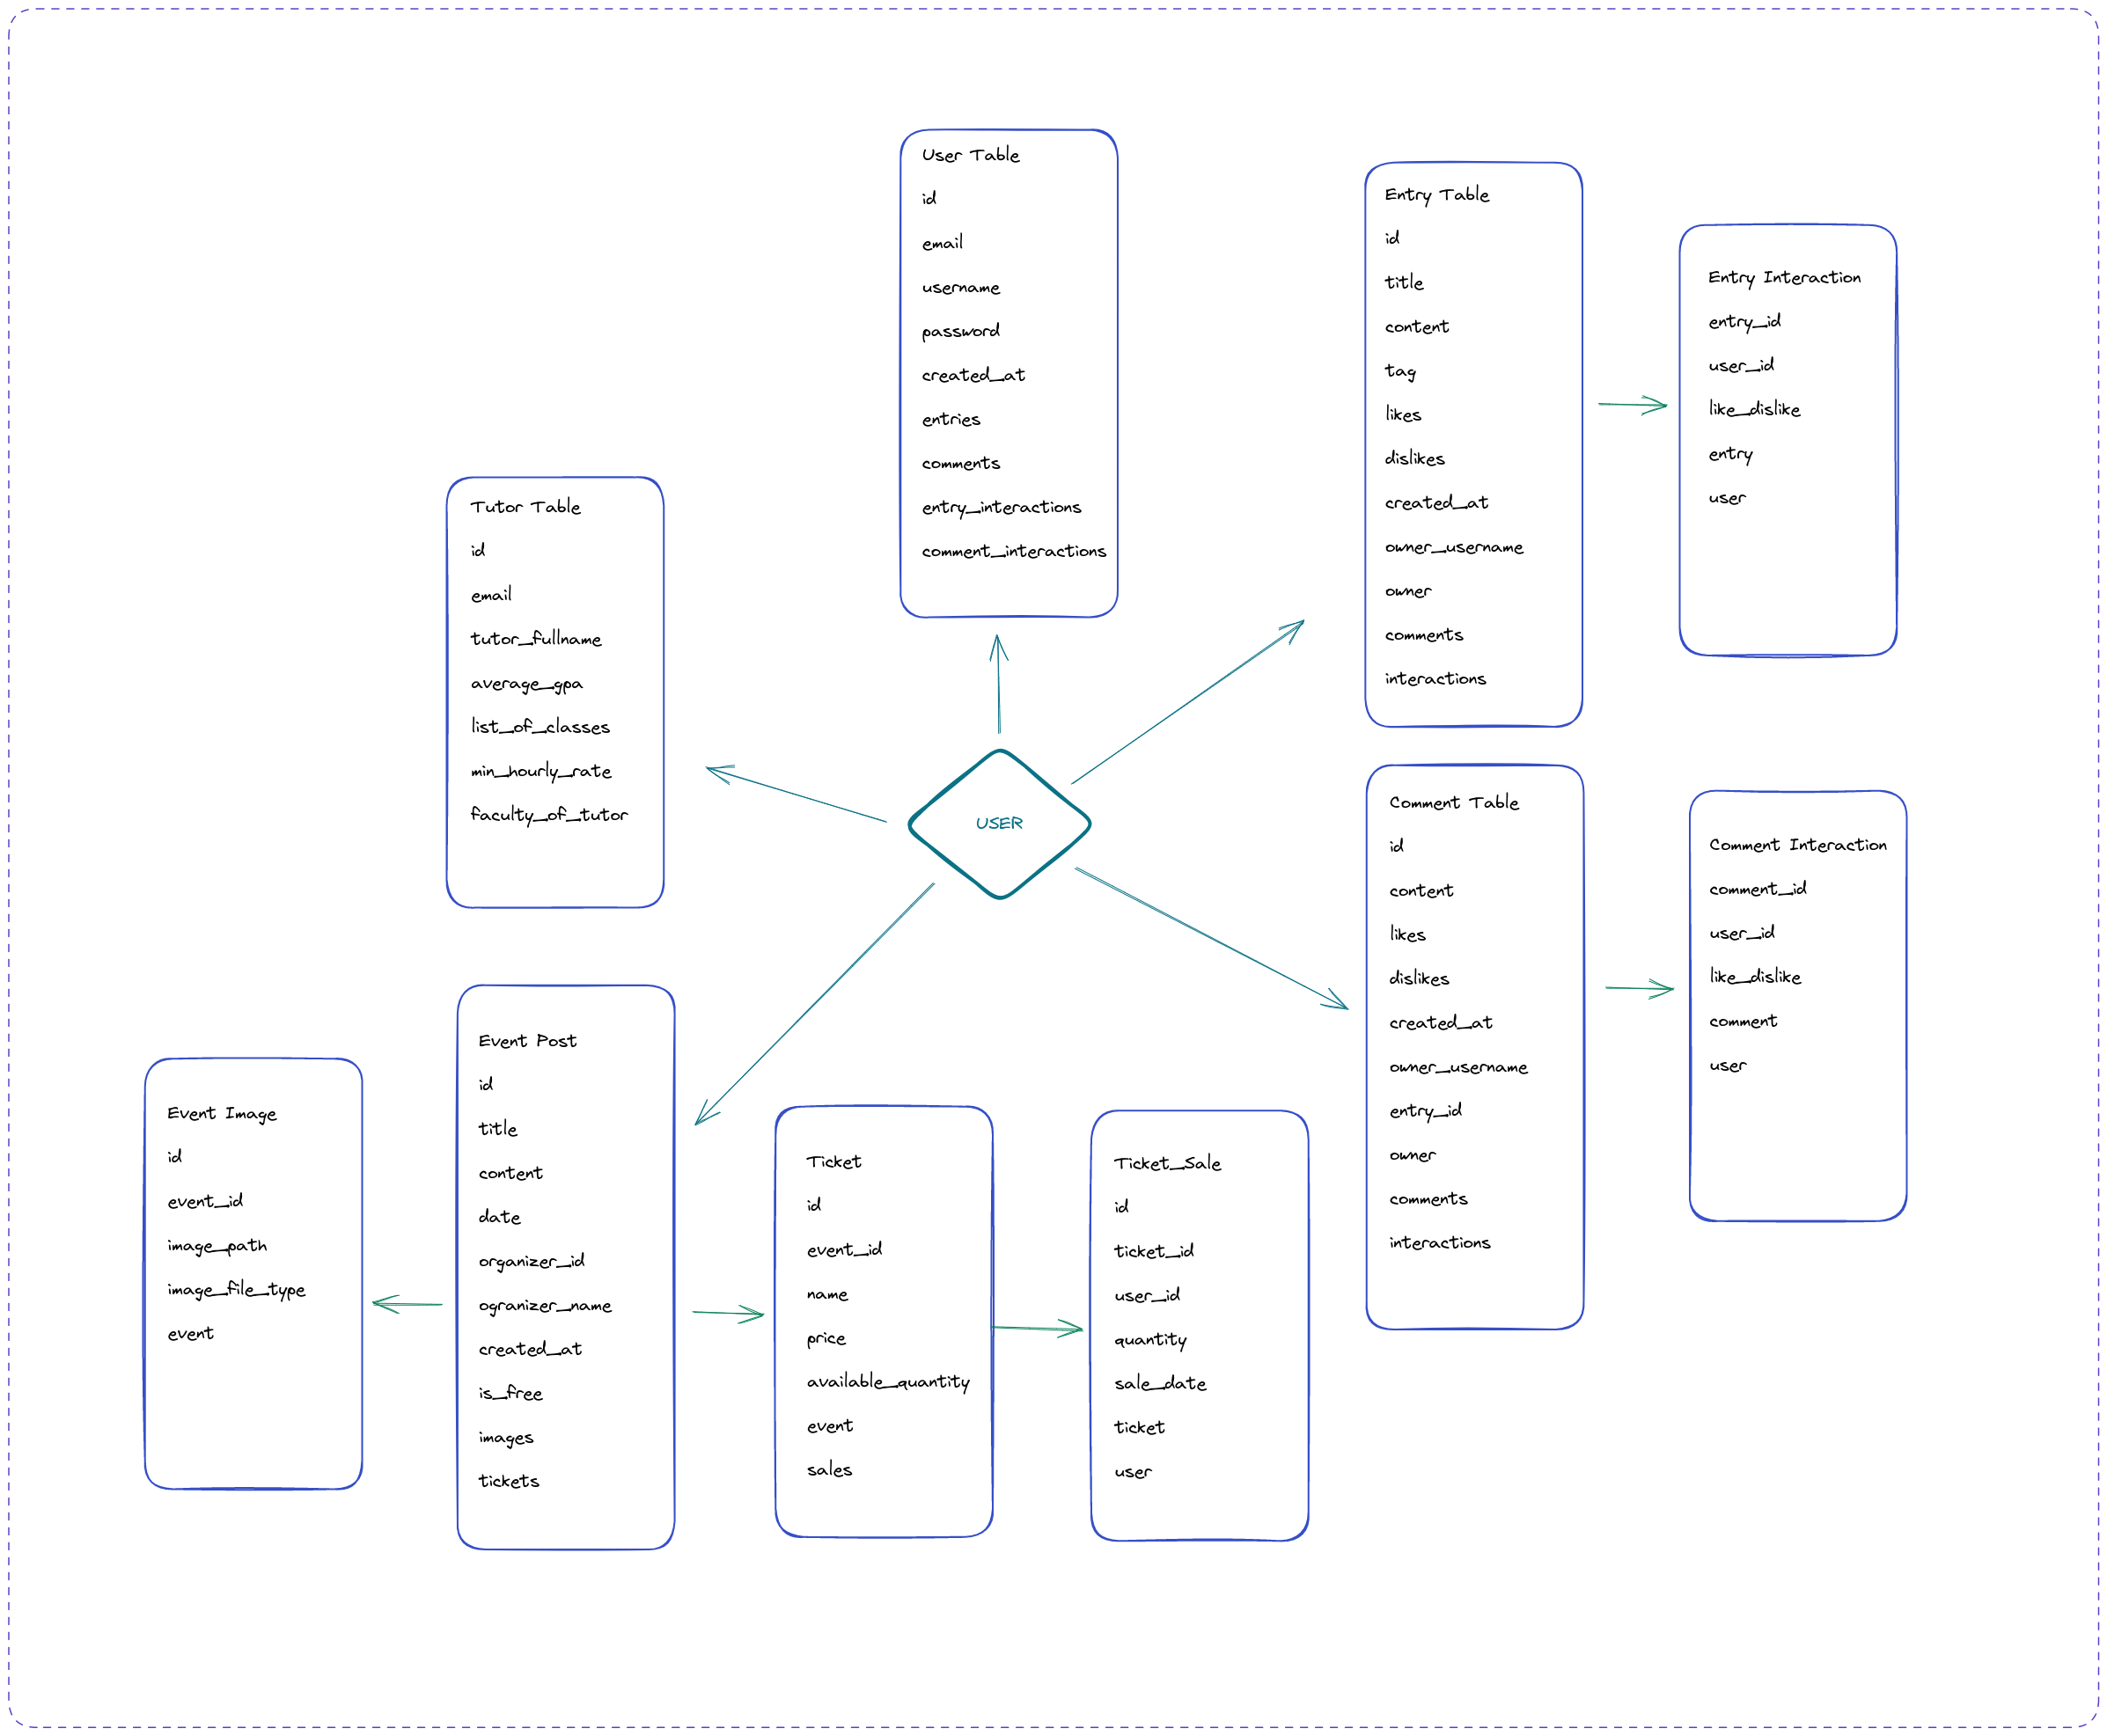 User Table
id
email
username
password
created_at
entries
comments
entry_interactions
comment_interactions
Entry Table
id
title
content
tag
likes
dislikes
created_at
owner_username
owner
comments
interactions
Entry Interaction
entry_id
user_id
like_dislike
entry
user
Tutor Table
id
email
tutor_fullname
average_gpa
list_of_classes
min_hourly_rate
faculty_of_tutor
USER
Comment Table
id
content
likes
dislikes
created_at
owner_username
entry_id
owner
comments
interactions
Comment Interaction
comment_id
user_id
like_dislike
comment
user
Event Image
id
event_id
image_path
image_file_type
event
Event Post
id
title
content
date
organizer_id
ogranizer_name
created_at
is_free
images
tickets
Ticket
id
event_id
name
price
available_quantity
event
sales
Ticket_Sale
id
ticket_id
user_id
quantity
sale_date
ticket
user